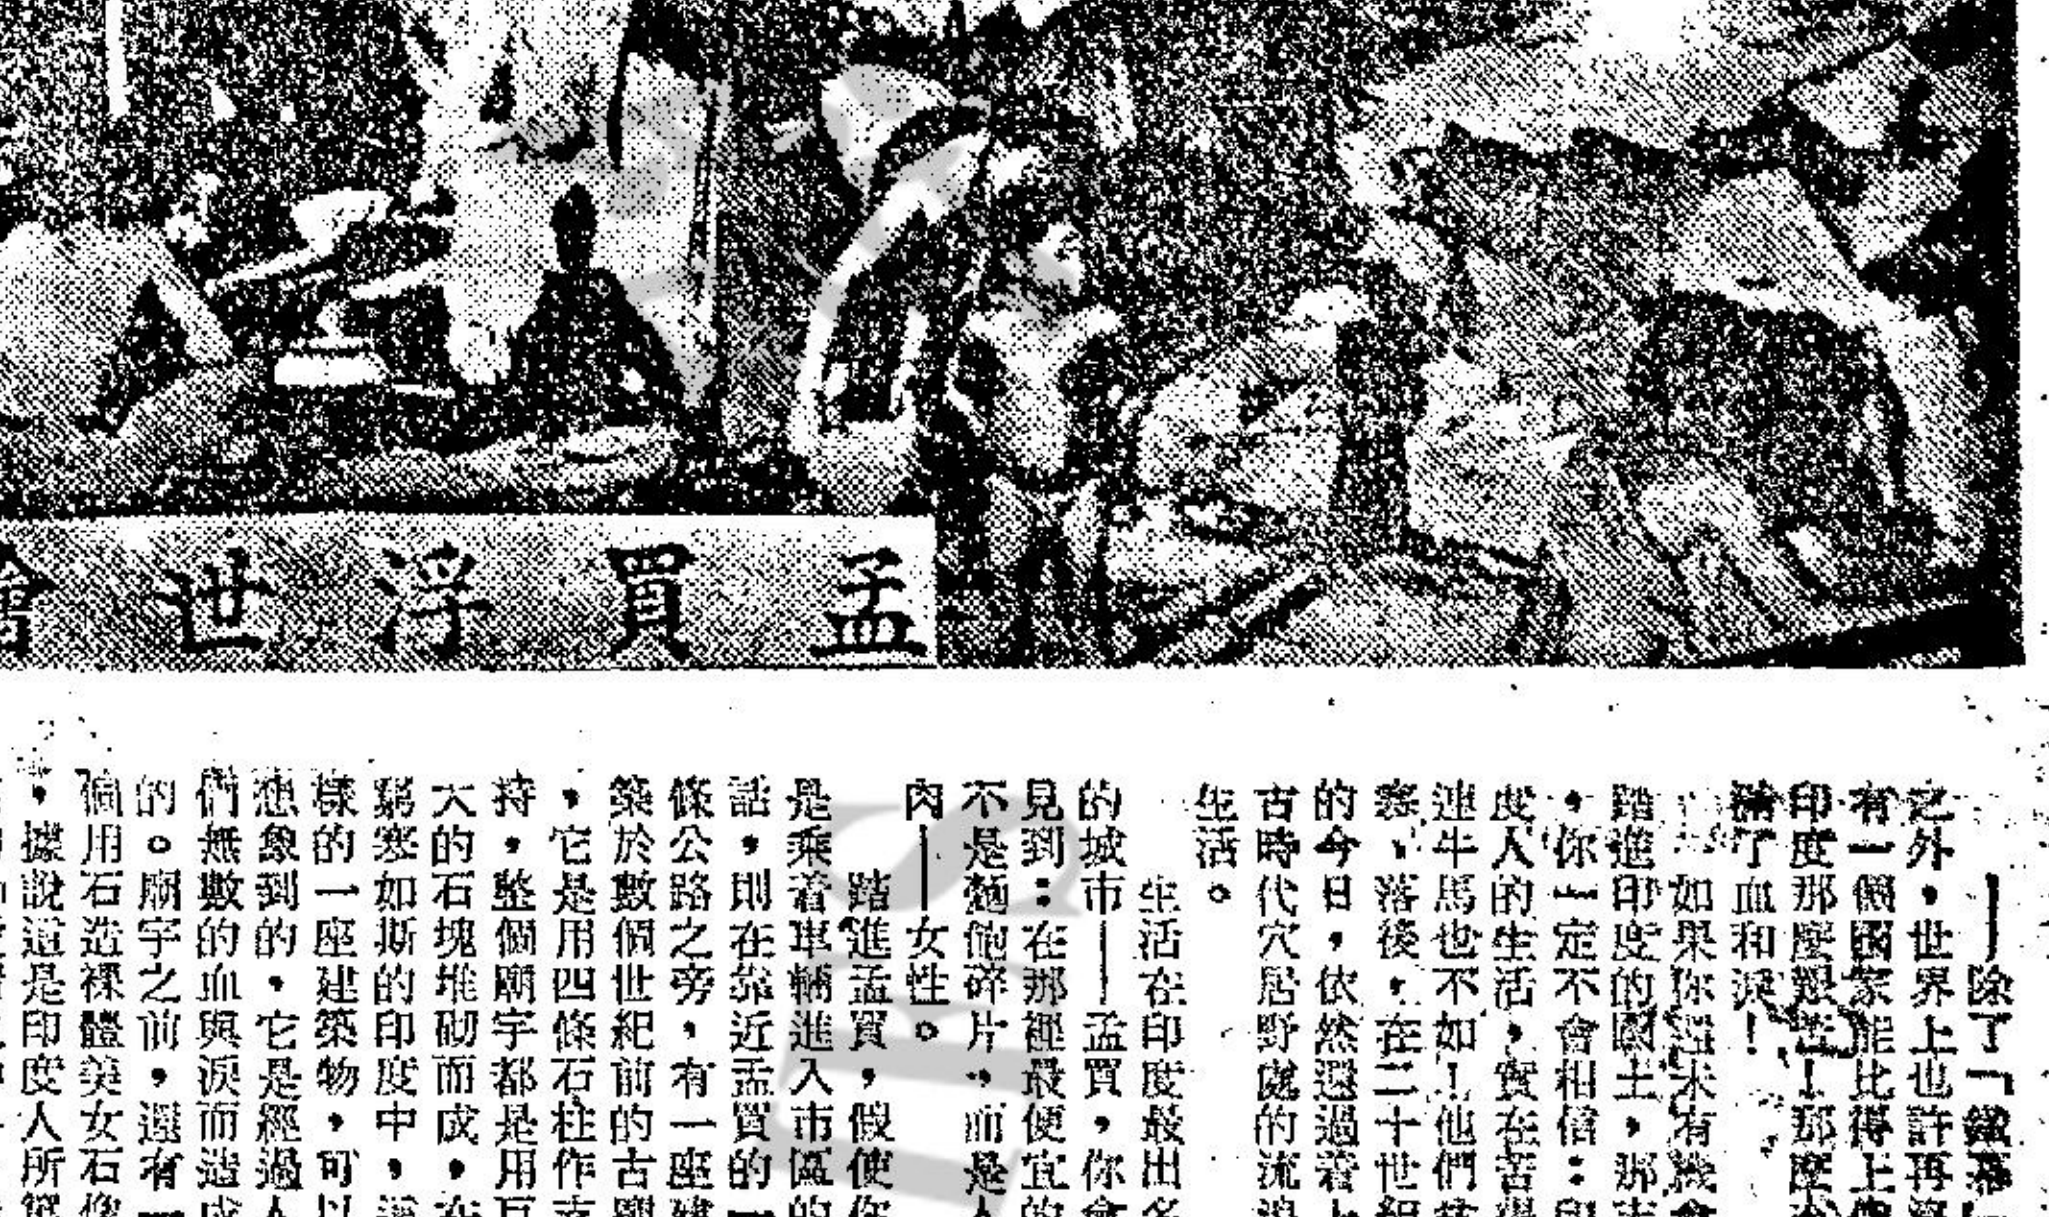 孟買浮世繪
——除了「鐵幕」
之外，世界上也許再沒
有一個國家能比得上
印度那麼艱苦！那麼
了血和淚！
如果你還未有機會
踏進印度的國土，那
，你一定不會相信：印
度人的生活，實在苦得
連牛馬也不如！他們
落後，在二十世紀
的今日，依然還過着上
古時代穴居野處的流浪
生活。
生活在印度最出名
的城市——孟買，你會
見到：在那裡最便宜的
不是麵飽碎片，而是人
肉——女性。
踏進孟買，假使你
是乘着車輛進入市區的
話，則在靠近孟買的一
條公路之旁，有一座建
築於數個世紀前的古廟
，它是用四條石柱作支
持，整個廟宇都是用巨
大的石塊堆砌而成，在
窮塞如斯的印度中，這
樣的一座建築物，可以
想象到的，它是經過人
們無數的血與淚而造成
的。廟宇之前，還有一
個用石造裸體美女石像
，據說這是印度人所